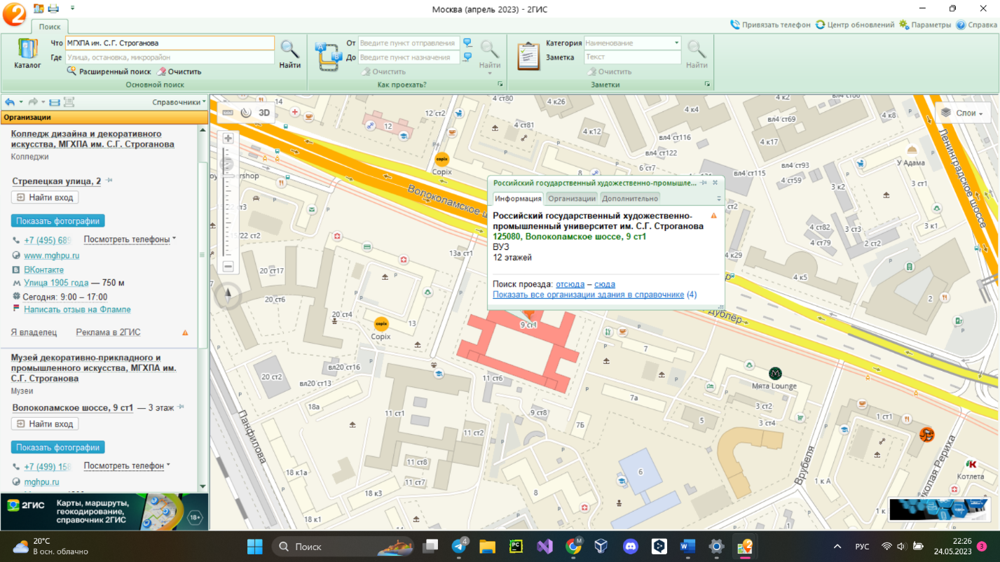 Москва (апрель 2023) - 2ГИС
Поиск
Привязать телефон
Центр обновлений
Параметры
Справка
Каталог
Что
МГХПА им. С.Г. Строганова
Где
Улица, остановка, микрорайон
Расширенный поиск
Очистить
Найти
Основной поиск
От
Введите пункт отправления
До
Введите пункт назначения
Очистить
Найти
Как проехать?
Категория
Наименование
Заметка
Текст
Очистить
Найти
Заметки
Справочники
Организации
Колледж дизайна и декоративного
искусства, МГХПА им. С.Г. Строганова
Колледжи
Стрелецкая улица, 2
Найти вход
Показать фотографии
+7 (495) 689
Посмотреть телефоны
www.mghpu.ru
ВКонтакте
Улица 1905 года — 750 м
Сегодня: 9:00 – 17:00
Написать отзыв на Флампе
Я владелец
Реклама в 2ГИС
Музей декоративно-прикладного и
промышленного искусства, МГХПА им.
С.Г. Строганова
Музеи
Волоколамское шоссе, 9 ст1 — 3 этаж
Найти вход
Показать фотографии
+7 (499) 158
Посмотреть телефон
mghpu.ru
2ГИС
Карты, маршруты,
геокодирование,
справочник 2ГИС
18+
3D
Слои
14
12 ст2
4 ст80
4 к26
4 к2
4 к4
вл4 ст69
4 к8
12
4 ст81
4 к12
вл4 ст116
4 к17
вл4 ст122
Copix
8
6 ст7
вл4 ст115
вл4 ст93
4 ст59
У Адама
3 к2
3 ст1
Ленинградское шоссе
Волоколамское ш
Российский государственный художественно-промышле...
Информация
Организации
Дополнительно
Российский государственный художественно-
промышленный университет им. С.Г. Строганова
125080, Волоколамское шоссе, 9 ст1
ВУЗ
12 этажей
Поиск проезда: отсюда – сюда
Показать все организации здания в справочнике (4)
22 ст2
13а ст1
4 ст82
3 ст3
3 к1
4 ст79
2 ст2
4 к29
20 ст17
4 к5
20 ст6
2
дублёр
20 ст4
13
9 ст1
Copix
7
вл20 ст16
20 ст2
вл20 ст13
11 ст6
Мята Lounge
7а
18а
3 ст2
11 ст1
9 ст8
1 ст1
7Б
5
3 ст4
Панфилова
11 ст2
11 ст8
6
Врубеля
Котлета
18 к1а
11 ст7
1 к А
18 к3
8
18 к1
20°C
В осн. облачно
Поиск
4
РУС
22:26
24.05.2023
3